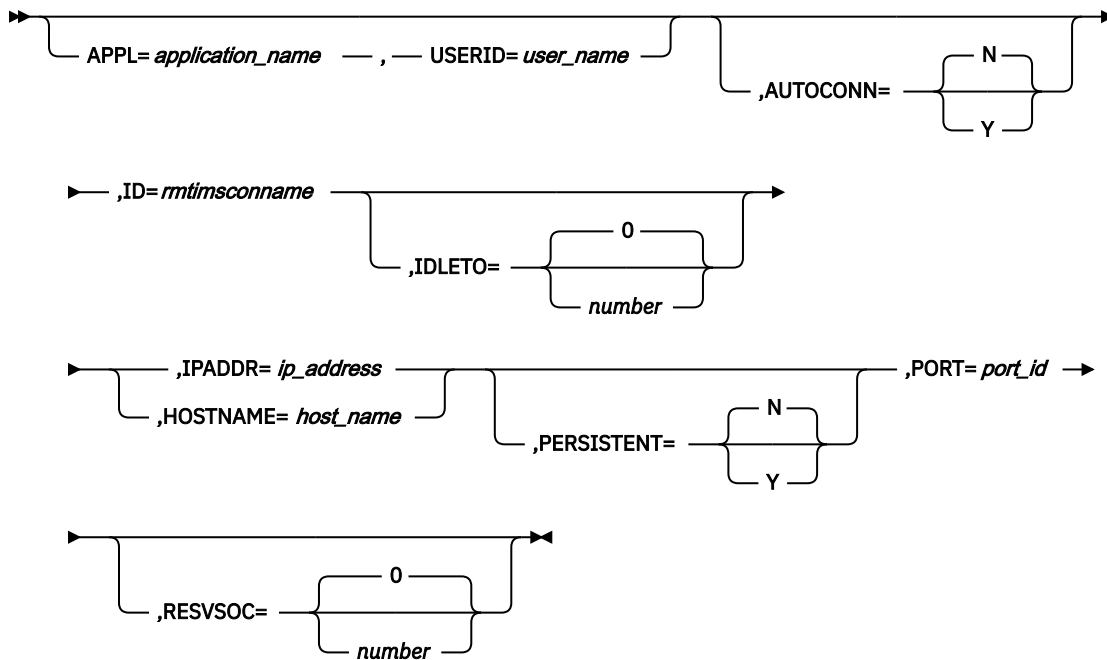 APPL= application_name , USERID= user_name
N
,AUTOCONN=
Y
,ID= rmtimsconname
0
,IDLETO=
number
,IPADDR= ip_address ,PORT= port_id
,HOSTNAME= host_name
N
,PERSISTENT=
Y
0
,RESVSOC=
number